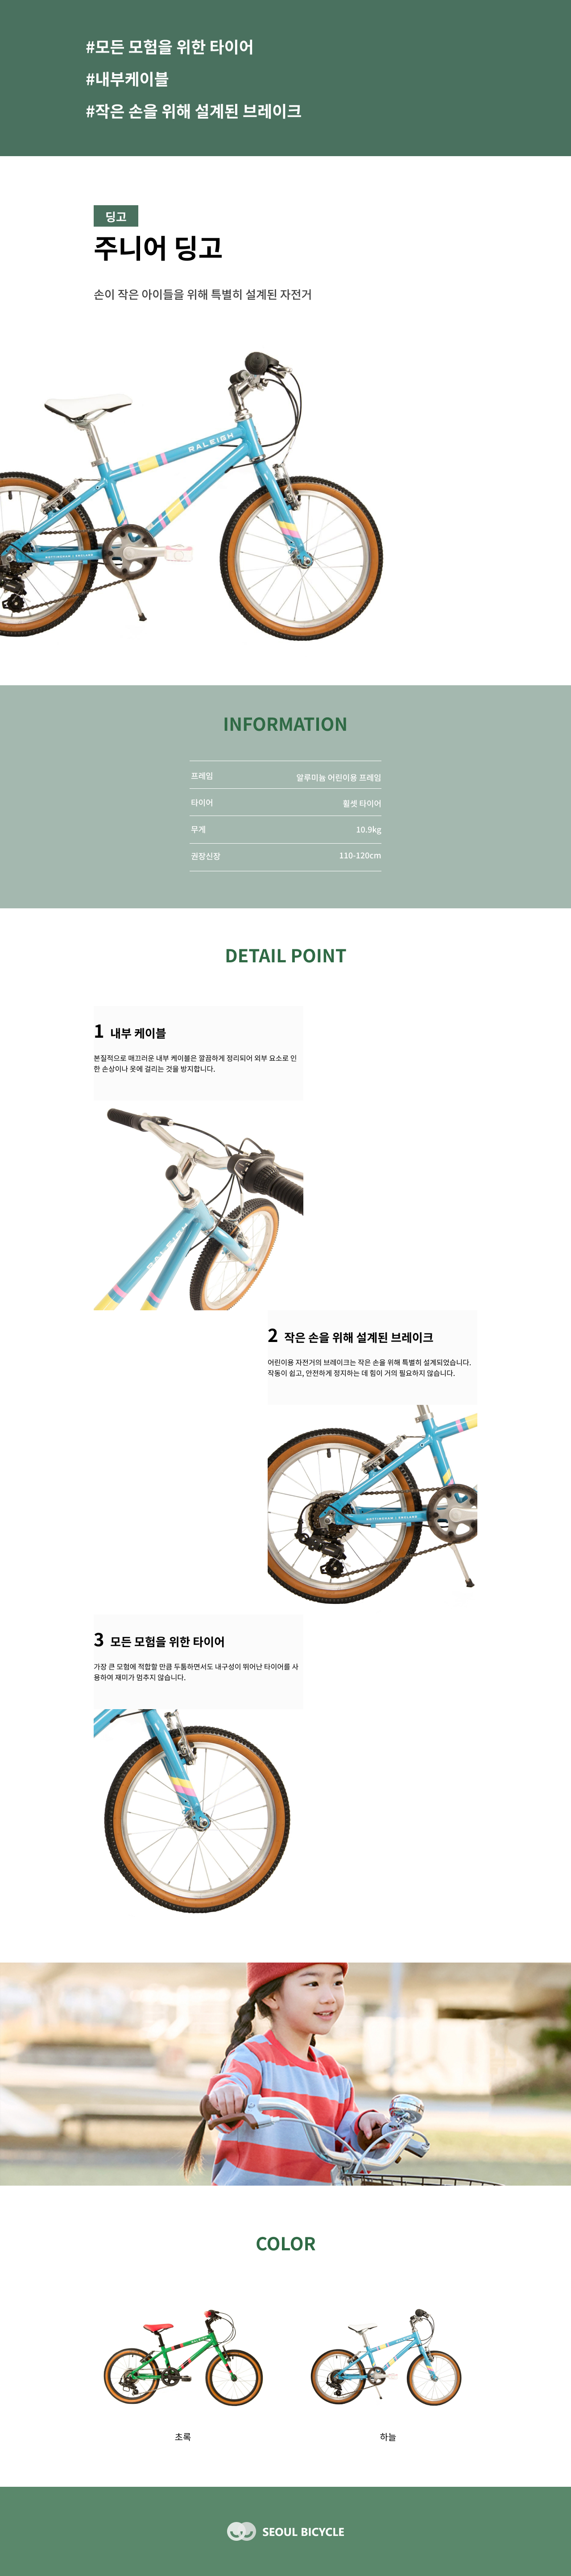 #모든 모험을 위한 타이어
#내부케이블
#작은 손을 위해 설계된 브레이크
딩고
주니어 딩고
손이 작은 아이들을 위해 특별히 설계된 자전거
RALEIGH
NOTTINGHAM ENGLAND
INFORMATION
프레임 알루미늄 어린이용 프레임
타이어 휠셋 타이어
무게 10.9kg
권장신장 110-120cm
DETAIL POINT
1 내부 케이블
본질적으로 매끄러운 내부 케이블은 깔끔하게 정리되어 외부 요소로 인
한 손상이나 옷에 걸리는 것을 방지합니다.
RALEIGH
2 작은 손을 위해 설계된 브레이크
어린이용 자전거의 브레이크는 작은 손을 위해 특별히 설계되었습니다.
작동이 쉽고, 안전하게 정지하는 데 힘이 거의 필요하지 않습니다.
NOTTINGHAM ENGLAND
3 모든 모험을 위한 타이어
가장 큰 모험에 적합할 만큼 두툼하면서도 내구성이 뛰어난 타이어를 사
용하여 재미가 멈추지 않습니다.
COLOR
RALEIGH
RALEIGH
초록
하늘
SEOUL BICYCLE